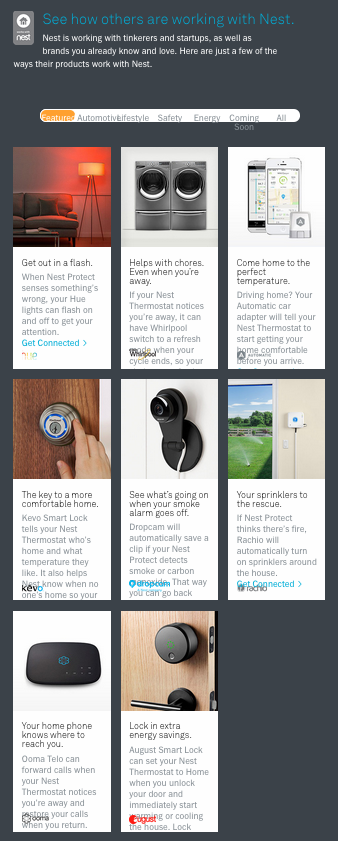 See how others are working with Nest.
works with
nest
Nest is working with tinkerers and startups, as well as
brands you already know and love. Here are just a few of the
ways their products work with Nest.
Featured Automotive Lifestyle Safety Energy Coming Soon All
Get out in a flash.
When Nest Protect
senses something's
wrong, your Hue
lights can flash on
and off to get your
attention.
Get Connected >
hue
Helps with chores.
Even when you're
away.
If your Nest
Thermostat notices
you're away, it can
have Whirlpool
switch to a refresh
mode when your
Whirlpool
cycle ends, so your
Come home to the
perfect
temperature.
Driving home? Your
Automatic car
adapter will tell your
Nest Thermostat to
start getting your
home comfortable
AUTOMATIC
before you arrive.
The key to a more
comfortable home.
Kevo Smart Lock
tells your Nest
Thermostat who's
home and what
temperature they
like. It also helps
Nest know when no
kevo
one's home so your
See what's going on
when your smoke
alarm goes off.
Dropcam will
automatically save a
clip if your Nest
Protect detects
smoke or carbon
monoxide. That way
dropcam
you can go back
Your sprinklers to
the rescue.
If Nest Protect
thinks there's fire,
Rachio will
automatically turn
on sprinklers around
the house.
Get Connected >
rachio
Your home phone
knows where to
reach you.
Ooma Telo can
forward calls when
your Nest
Thermostat notices
you're away and
restore your calls
ooma
when you return.
Lock in extra
energy savings.
August Smart Lock
can set your Nest
Thermostat to Home
when you unlock
your door and
immediately start
warming or cooling
august
the house. Lock